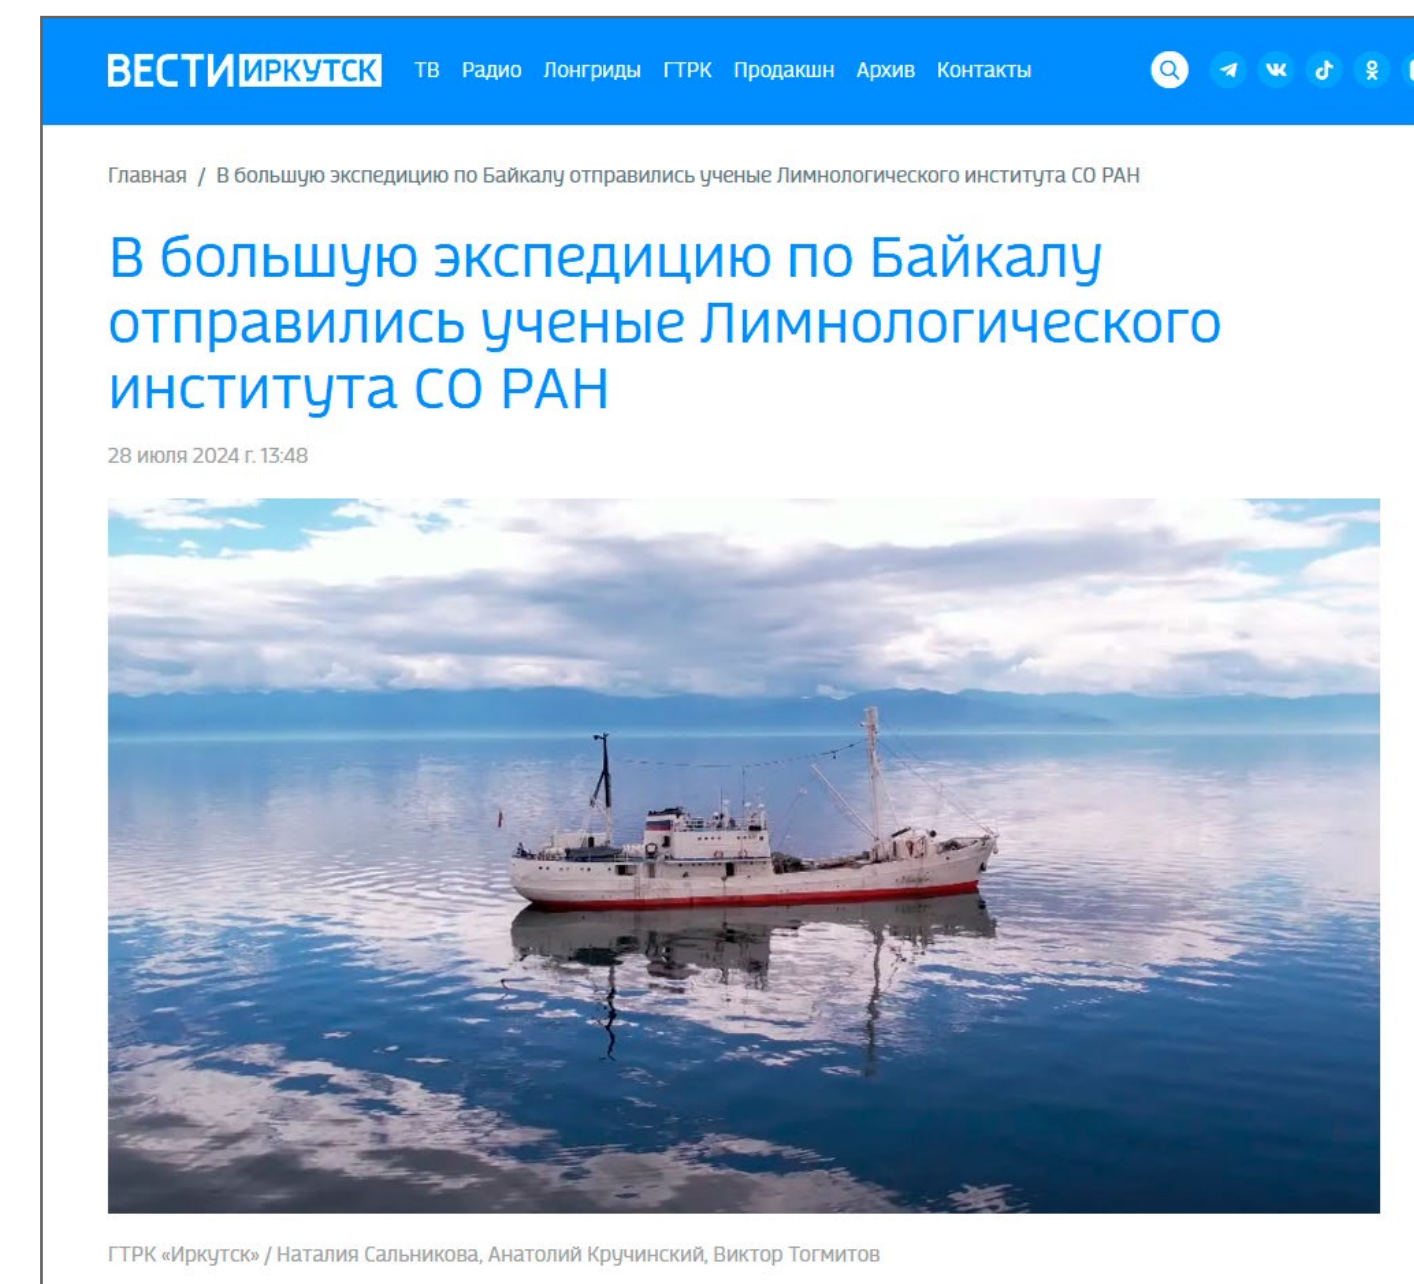 ВЕСТИ ИРКУТСК ТВ Радио Лонгриды ГТРК Продакшн Архив Контакты
Главная / В большую экспедицию по Байкалу отправились ученые Лимнологического института СО РАН
В большую экспедицию по Байкалу
отправились ученые Лимнологического
института СО РАН
28 июля 2024 г. 13:48
ГТРК «Иркутск» / Наталия Сальникова, Анатолий Кручинский, Виктор Тогмитов